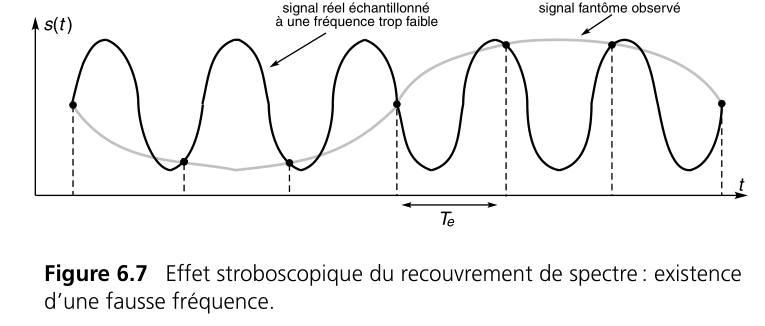 signal réel échantillonné
à une fréquence trop faible
signal fantôme observé
s(t)
t
Te
Figure 6.7 Effet stroboscopique du recouvrement de spectre : existence
d’une fausse fréquence.